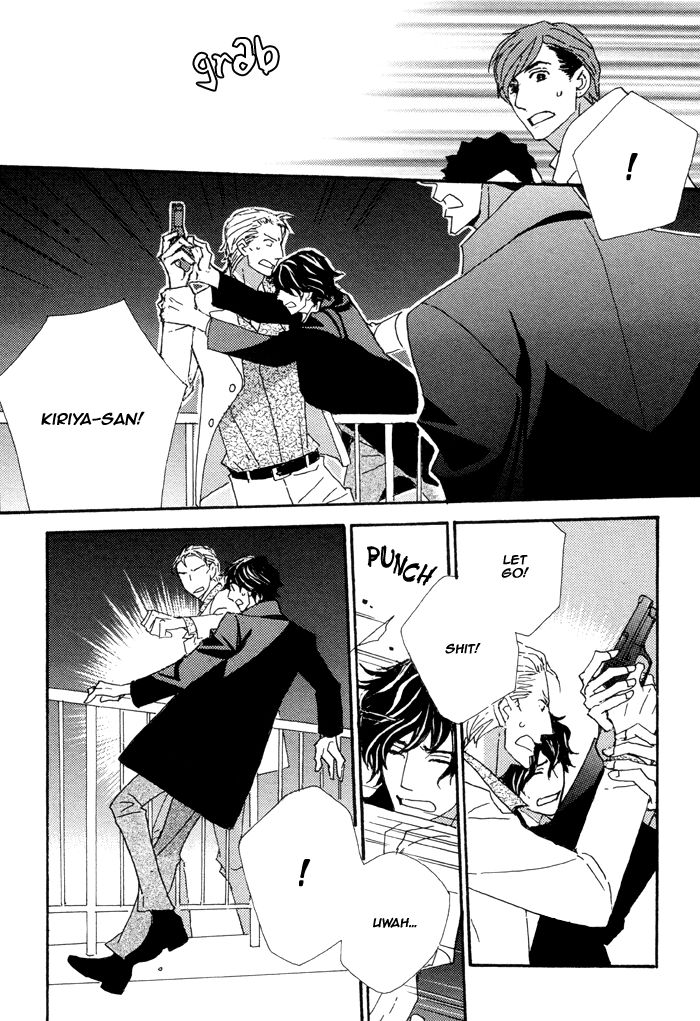 grab
!
KIRIYA-SAN!
LET
GO!
SHIT!
PUNCH
UWAH...
!